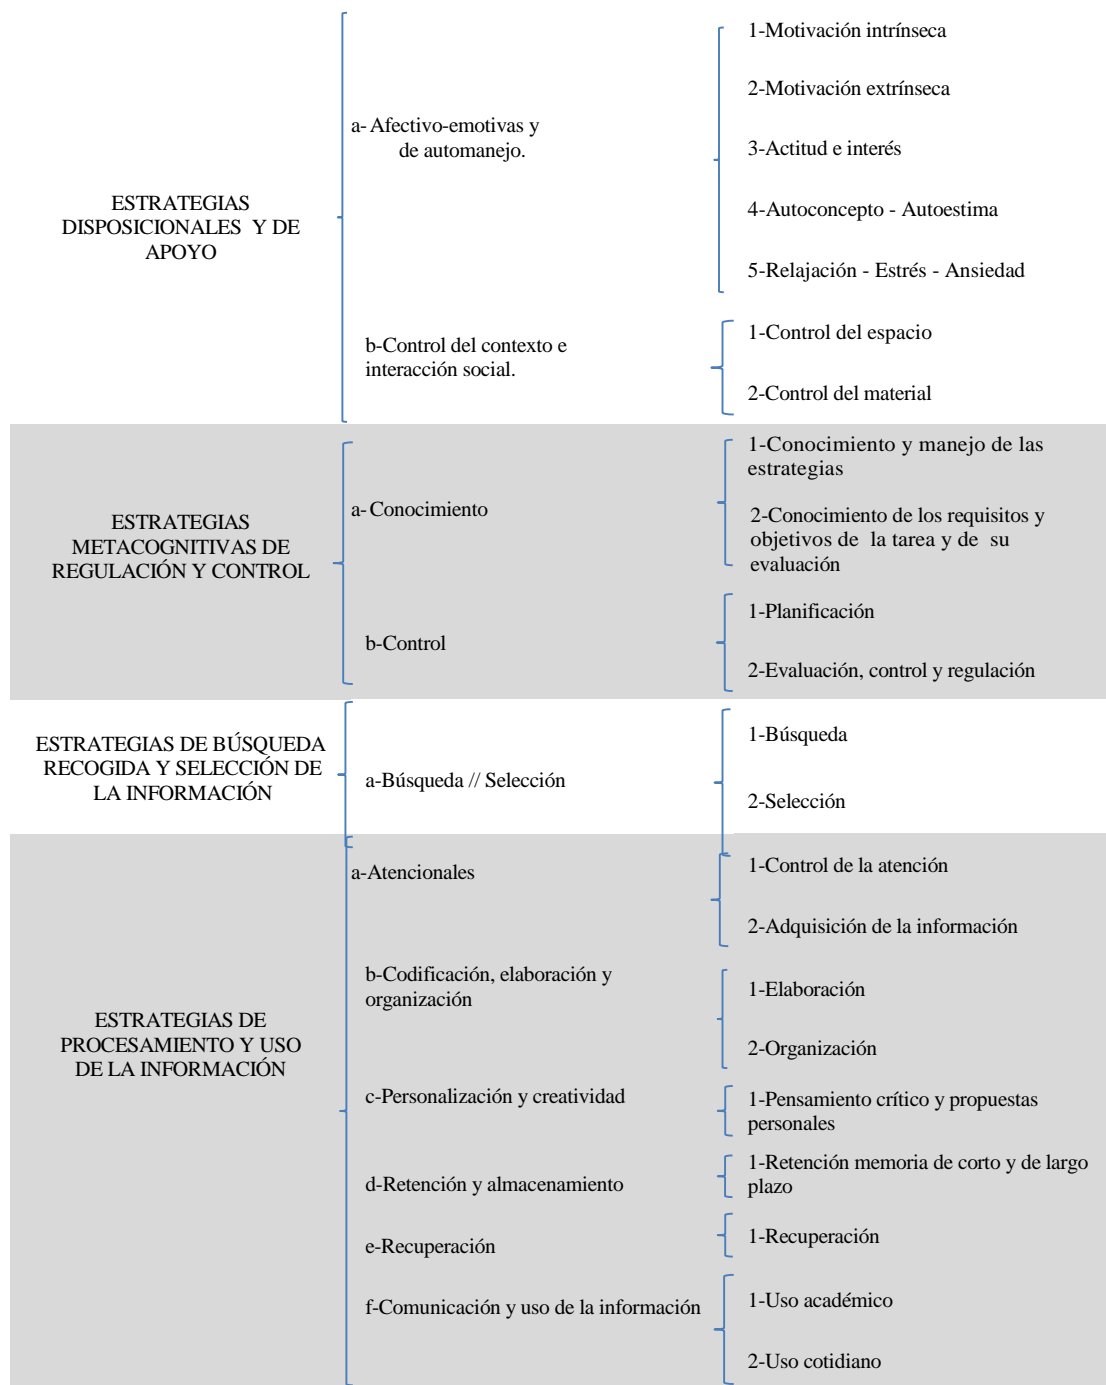 ESTRATEGIAS
DISPOSICIONALES Y DE
APOYO
a- Afectivo-emotivas y
de automanejo.
1-Motivación intrínseca
2-Motivación extrínseca
3-Actitud e interés
4-Autoconcepto - Autoestima
5-Relajación - Estrés - Ansiedad
b-Control del contexto e
interacción social.
1-Control del espacio
2-Control del material
ESTRATEGIAS
METACOGNITIVAS DE
REGULACIÓN Y CONTROL
a- Conocimiento
1-Conocimiento y manejo de las
estrategias
2-Conocimiento de los requisitos y
objetivos de la tarea y de su
evaluación
b-Control
1-Planificación
2-Evaluación, control y regulación
ESTRATEGIAS DE BÚSQUEDA
RECOGIDA Y SELECCIÓN DE
LA INFORMACIÓN
a-Búsqueda // Selección
1-Búsqueda
2-Selección
ESTRATEGIAS DE
PROCESAMIENTO Y USO
DE LA INFORMACIÓN
a-Atencionales
1-Control de la atención
2-Adquisición de la información
b-Codificación, elaboración y
organización
1-Elaboración
2-Organización
c-Personalización y creatividad
1-Pensamiento crítico y propuestas
personales
d-Retención y almacenamiento
1-Retención memoria de corto y de largo
plazo
e-Recuperación
1-Recuperación
f-Comunicación y uso de la información
1-Uso académico
2-Uso cotidiano